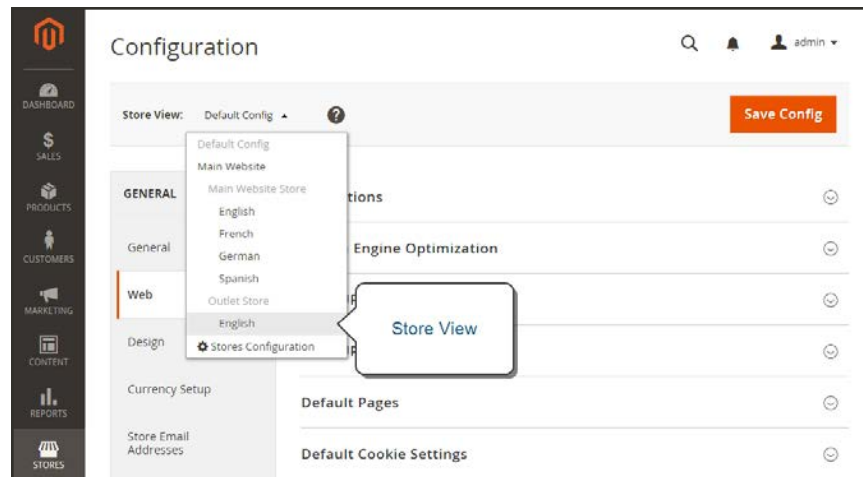 Configuration
admin
DASHBOARD
SALES
PRODUCTS
CUSTOMERS
MARKETING
CONTENT
REPORTS
STORES
Store View: Default Config
Save Config
Default Config
Main Website
Main Website Store
English
French
German
Spanish
Outlet Store
English
Stores Configuration
GENERAL
General
Web
Design
Currency Setup
Store Email
Addresses
tions
Engine Optimization
Store View
Default Pages
Default Cookie Settings